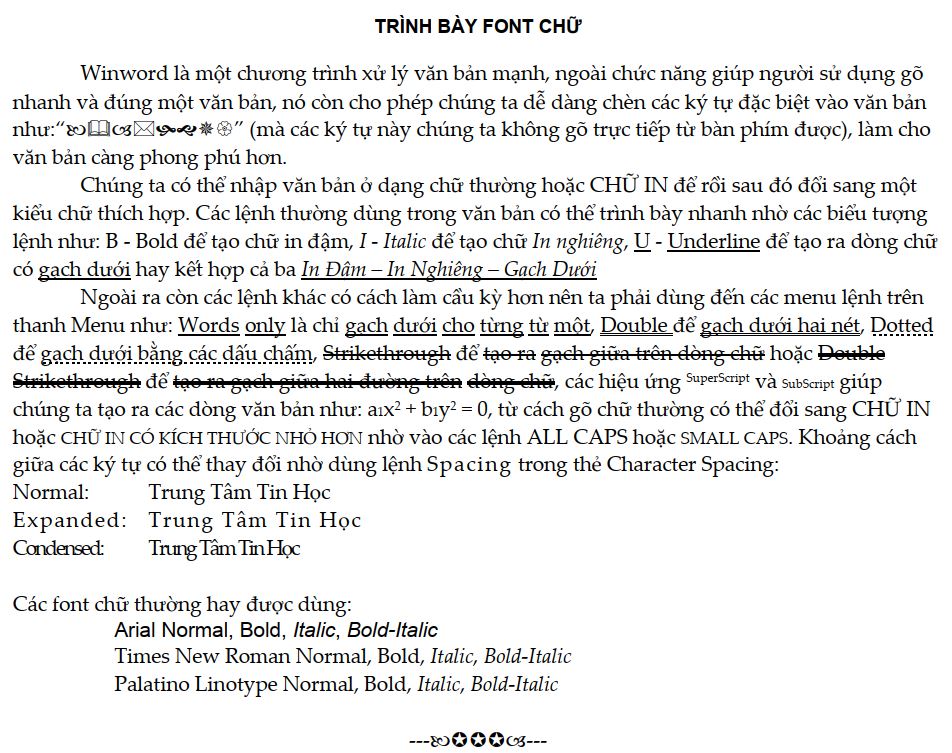 TRÌNH BÀY FONT CHỮ
Winword là một chương trình xử lý văn bản mạnh, ngoài chức năng giúp người sử dụng gõ
nhanh và đúng một văn bản, nó còn cho phép chúng ta dễ dàng chèn các ký tự đặc biệt vào văn bản
như:“🙚🕮🙘🖂🙢🙠✵🏵” (mà các ký tự này chúng ta không gõ trực tiếp từ bàn phím được), làm cho
văn bản càng phong phú hơn.
Chúng ta có thể nhập văn bản ở dạng chữ thường hoặc CHỮ IN để rồi sau đó đổi sang một
kiểu chữ thích hợp. Các lệnh thường dùng trong văn bản có thể trình bày nhanh nhờ các biểu tượng
lệnh như: B - Bold để tạo chữ in đậm, I - Italic để tạo chữ In nghiêng, U - Underline để tạo ra dòng chữ
có gạch dưới hay kết hợp cả ba In Đâm – In Nghiêng – Gạch Dưới
Ngoài ra còn các lệnh khác có cách làm cầu kỳ hơn nên ta phải dùng đến các menu lệnh trên
thanh Menu như: Words only là chỉ gạch dưới cho từng từ một, Double để gạch dưới hai nét, Dotted
để gạch dưới bằng các dấu chấm, Strikethrough để tạo ra gạch giữa trên dòng chữ hoặc Double
Strikethrough để tạo ra gạch giữa hai đường trên dòng chữ, các hiệu ứng SuperScript và SubScript giúp
chúng ta tạo ra các dòng văn bản như: a₁x² + b₁y² = 0, từ cách gõ chữ thường có thể đổi sang CHỮ IN
hoặc CHỮ IN CÓ KÍCH THƯỚC NHỎ HƠN nhờ vào các lệnh ALL CAPS hoặc SMALL CAPS. Khoảng cách
giữa các ký tự có thể thay đổi nhờ dùng lệnh Spacing trong thẻ Character Spacing:
Normal: Trung Tâm Tin Học
Expanded: Trung Tâm Tin Học
Condensed: Trung Tâm Tin Học
Các font chữ thường hay được dùng:
Arial Normal, Bold, Italic, Bold-Italic
Times New Roman Normal, Bold, Italic, Bold-Italic
Palatino Linotype Normal, Bold, Italic, Bold-Italic
---🙚✪✪✪🙘---